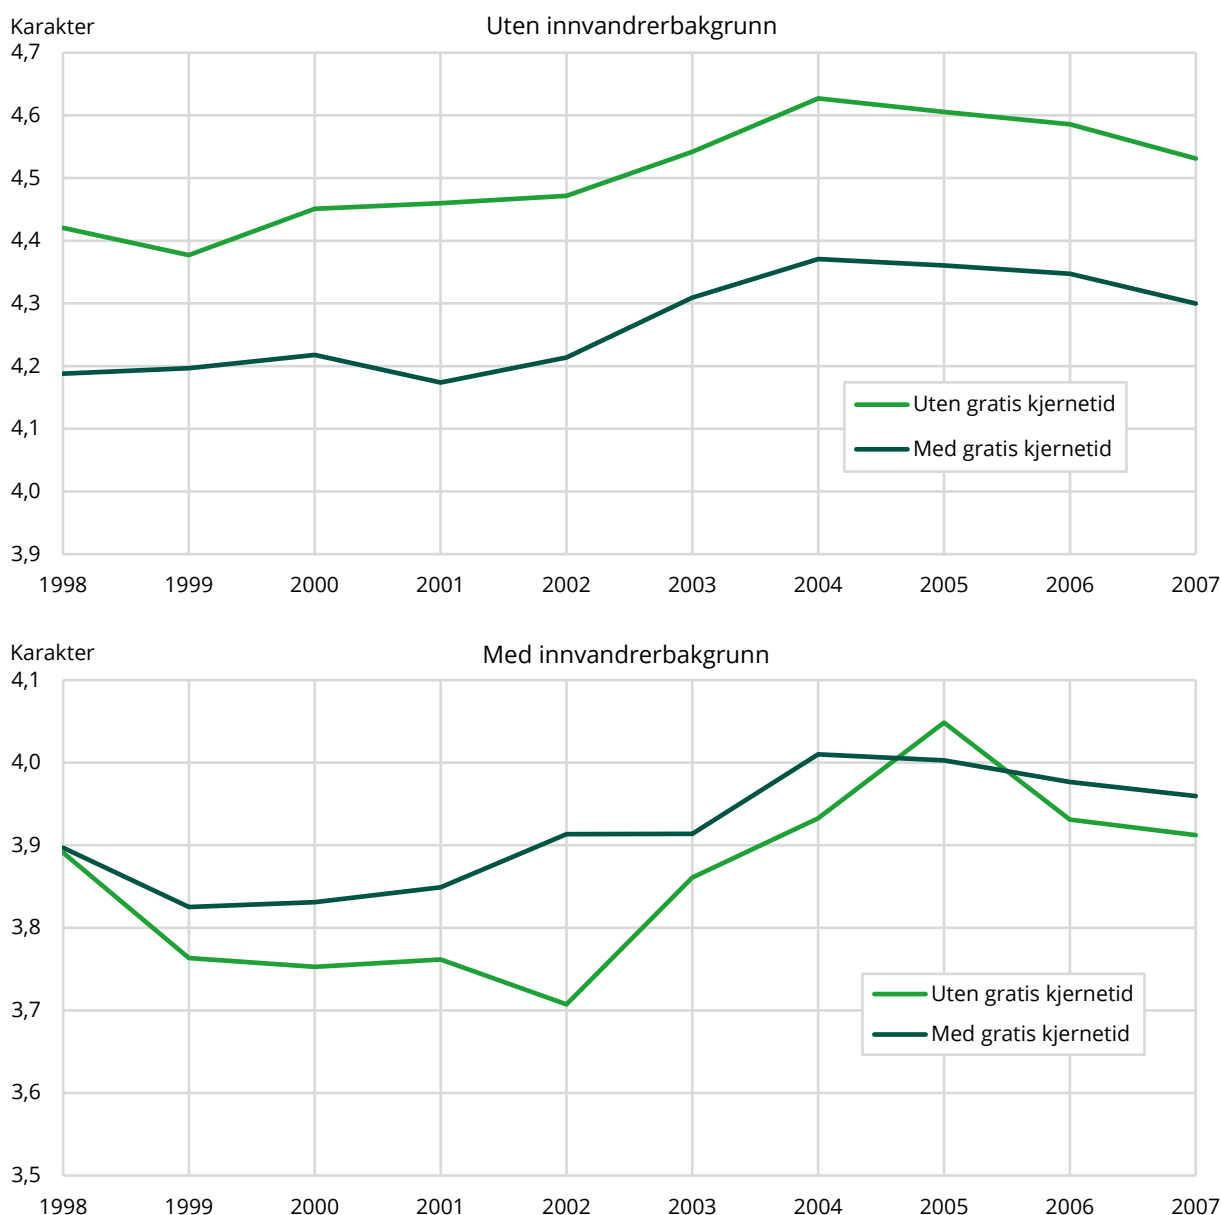 Karakter
Uten innvandrerbakgrunn
4,7
4,6
4,5
4,4
4,3
4,2
4,1
4,0
3,9
Uten gratis kjernetid
Med gratis kjernetid
1998 1999 2000 2001 2002 2003 2004 2005 2006 2007
Karakter
Med innvandrerbakgrunn
4,1
4,0
3,9
3,8
3,7
3,6
3,5
Uten gratis kjernetid
Med gratis kjernetid
1998 1999 2000 2001 2002 2003 2004 2005 2006 2007